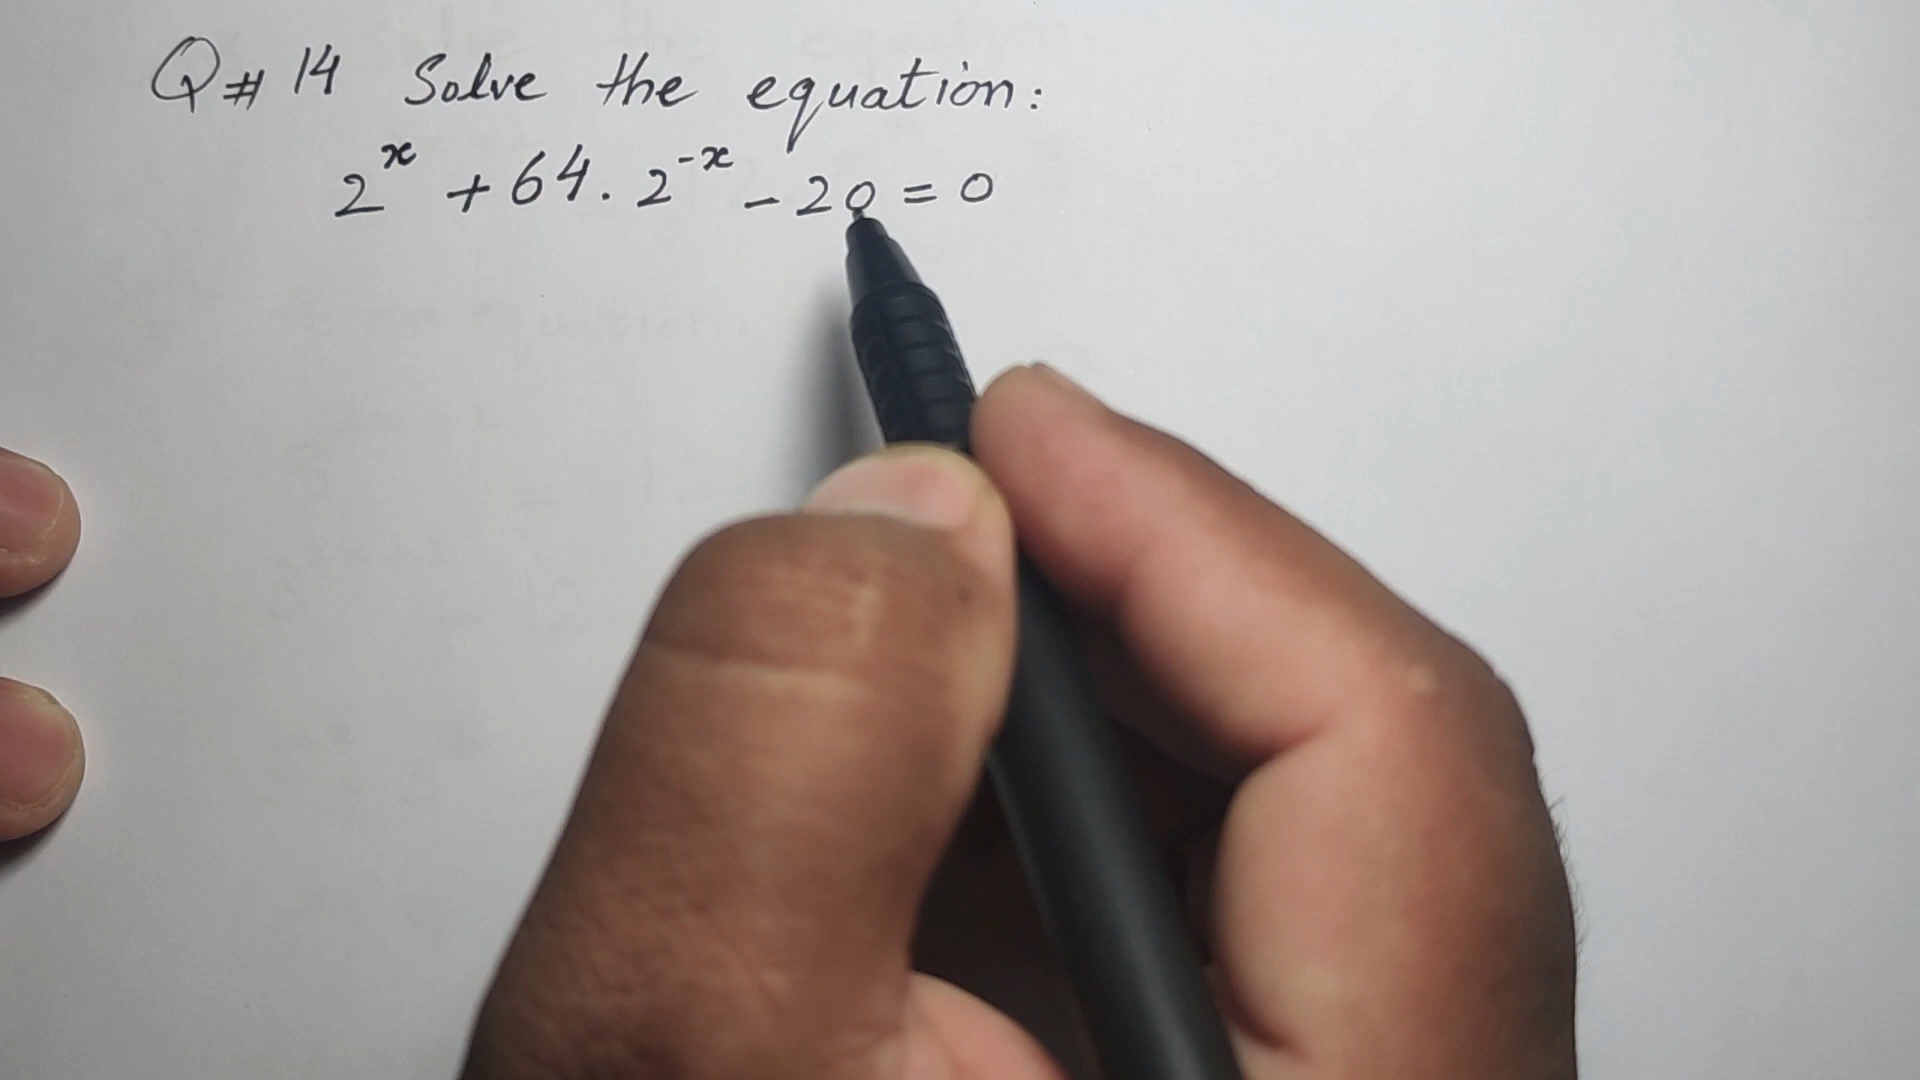 Q# 14 Solve the equation:
2^x + 64 . 2^-x - 20 = 0